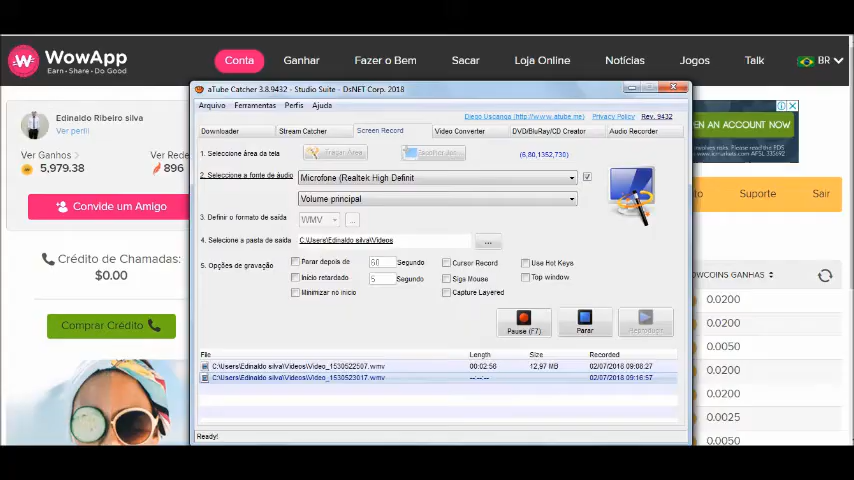 WowApp
Earn · Share · Do Good
Conta
Ganhar
Fazer o Bem
Sacar
Loja Online
Notícias
Jogos
Talk
BR
Edinaldo Ribeiro silva
Ver perfil
Ver Ganhos
Ver Rede
5,979.38
896
Convide um Amigo
Crédito de Chamadas:
$0.00
Comprar Crédito
aTube Catcher 3.8.9432 - Studio Suite - DsNET Corp. 2018
Arquivo Ferramentas Perfis Ajuda
Diego Uscanga (http://www.atube.me) Privacy Policy Rev. 9432
Downloader
Stream Catcher
Screen Record
Video Converter
DVD/BluRay/CD Creator
Audio Recorder
1. Seleccione área da tela
Tragar Area
(6,80,1352,730)
2. Seleccione a fonte de áudio
Microfone (Realtek High Definit
Volume principal
3. Definir o formato de saída
WMV
...
4. Selecione a pasta de saída
C:\Users\Edinaldo silva\Videos
...
5. Opções de gravação
Parar depois de 60 Segundo
Início retardado 5 Segundo
Minimizar no início
Cursor Record
Siga Mouse
Capture Layered
Use Hot Keys
Top window
Pause (F7)
Parar
Reproducir
File Length Size Recorded
C:\Users\Edinaldo silva\Videos\Video_1530522507.wmv 00:02:56 12,97 MB 02/07/2018 09:08:27
C:\Users\Edinaldo silva\Videos\Video_1530523017.wmv --:--:-- 02/07/2018 09:16:57
Ready!
EN AN ACCOUNT NOW
to
Suporte
Sair
OWCOINS GANHAS
0.0200
0.0200
0.0050
0.0200
0.0200
0.0025
0.0050